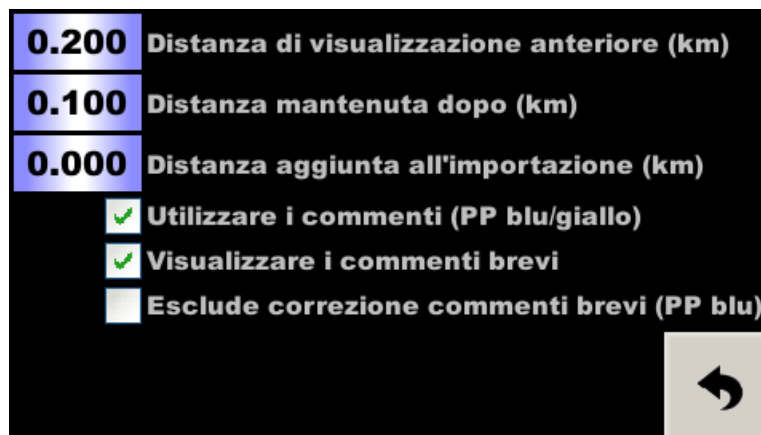 0.200 Distanza di visualizzazione anteriore (km)
0.100 Distanza mantenuta dopo (km)
0.000 Distanza aggiunta all'importazione (km)
Utilizzare i commenti (PP blu/giallo)
Visualizzare i commenti brevi
Esclude correzione commenti brevi (PP blu)